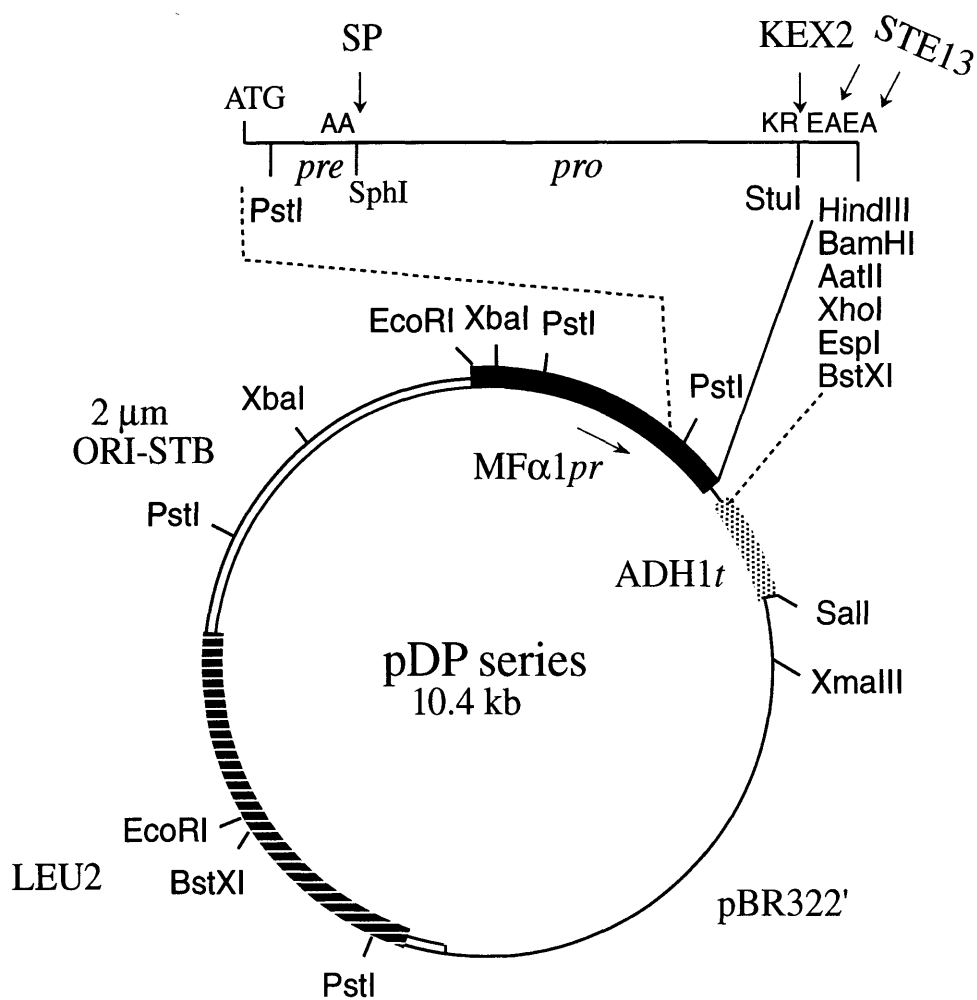 SP
KEX2
STE13
ATG
AA
KR EAEA
pre
pro
PstI
SphI
StuI
HindIII
BamHI
AatII
XhoI
EspI
BstXI
EcoRI XbaI PstI
PstI
XbaI
2 µm
ORI-STB
MFα1pr
PstI
ADH1t
SalI
pDP series
10.4 kb
XmaIII
EcoRI
LEU2
BstXI
pBR322'
PstI